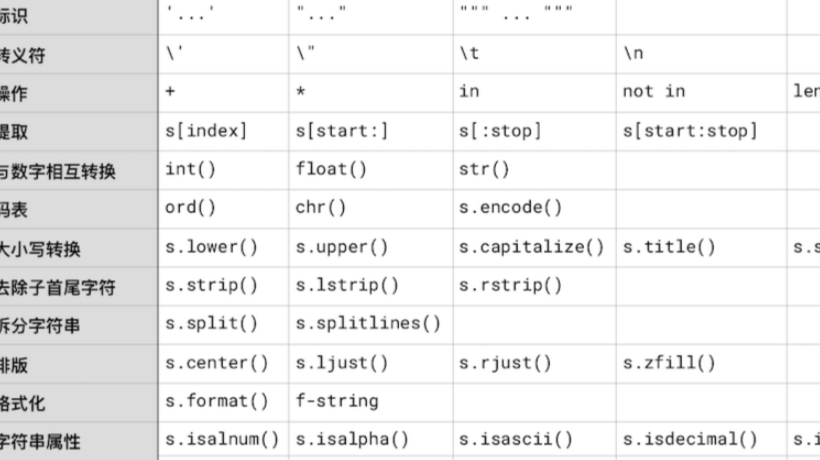 标识 '...' "..." """ ... """
转义符 \' \" \t \n
操作 + * in not in len
提取 s[index] s[start:] s[:stop] s[start:stop]
与数字相互转换 int() float() str()
码表 ord() chr() s.encode()
大小写转换 s.lower() s.upper() s.capitalize() s.title() s.s
去除子首尾字符 s.strip() s.lstrip() s.rstrip()
拆分字符串 s.split() s.splitlines()
排版 s.center() s.ljust() s.rjust() s.zfill()
格式化 s.format() f-string
字符串属性 s.isalnum() s.isalpha() s.isascii() s.isdecimal() s.i